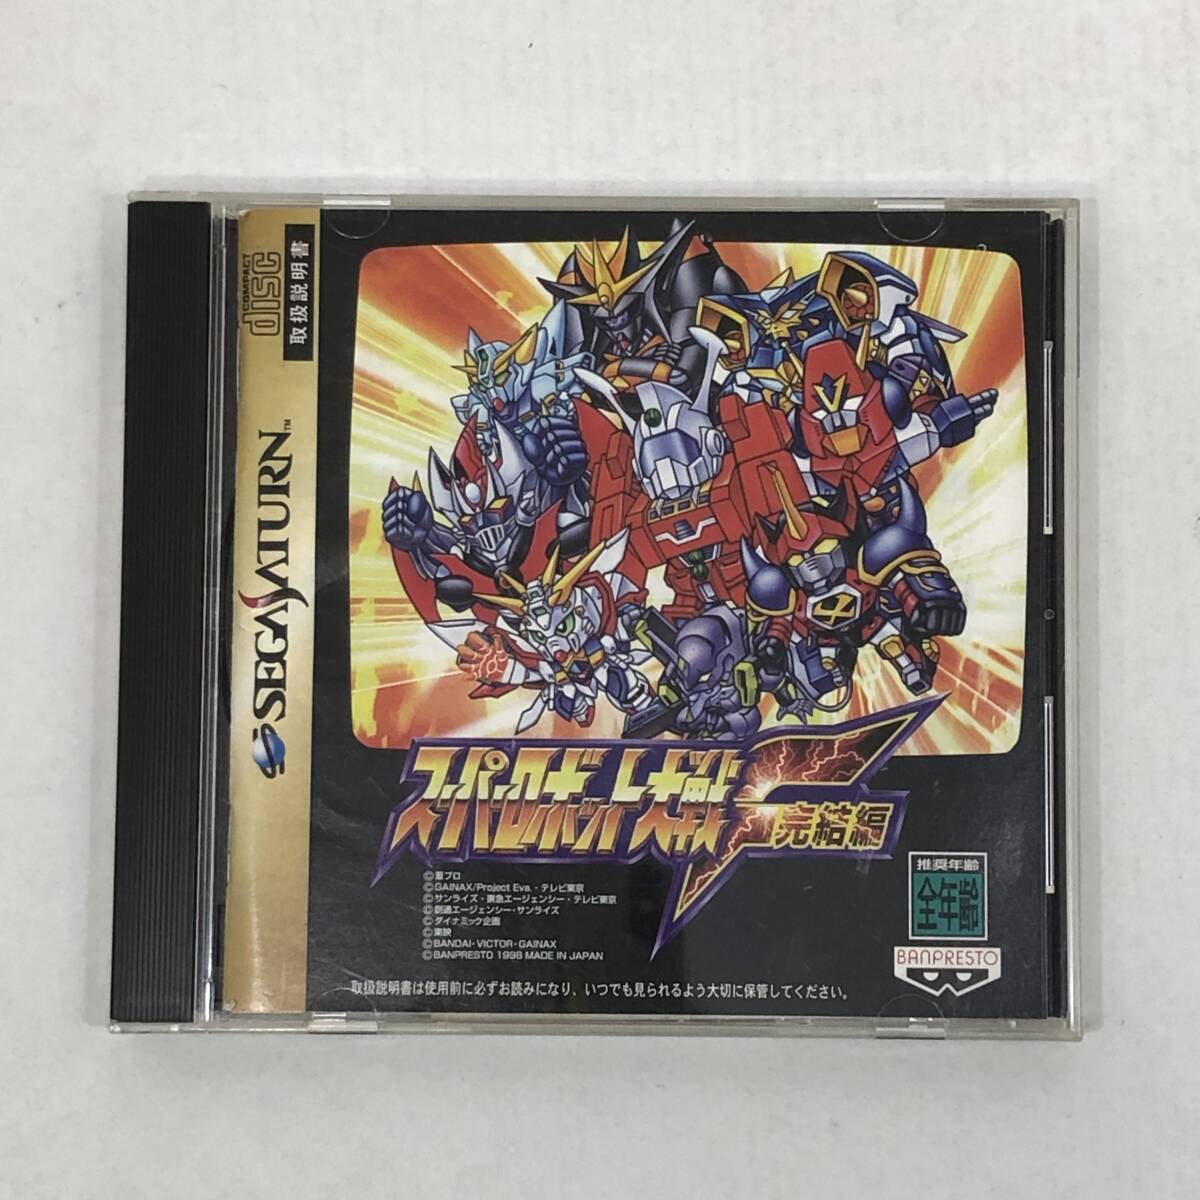 COMPACT
disc
取扱説明書
SEGA SATURN™
スーパーロボット大戦F
完結編
©葦プロ
©GAINAX/Project Eva.・テレビ東京
©サンライズ・東急エージェンシー・テレビ東京
©創通エージェンシー・サンライズ
©ダイナミック企画
©東映
©BANDAI・VICTOR・GAINAX
©BANPRESTO 1998 MADE IN JAPAN
推奨年齢
全年齢
BANPRESTO
取扱説明書は使用前に必ずお読みになり、いつでも見られるよう大切に保管してください。